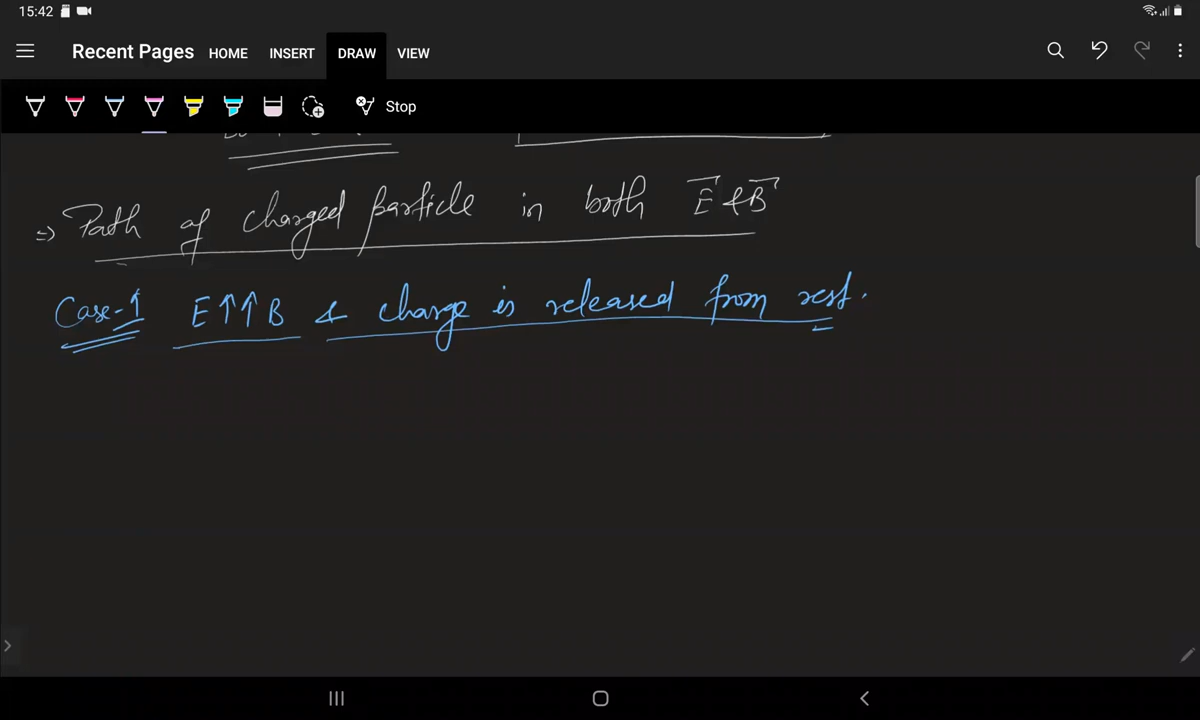 15:42
Recent Pages HOME INSERT DRAW VIEW
Stop
=> Path of charged particle in both E & B
Case-1 E↑↑B & charge is released from rest.